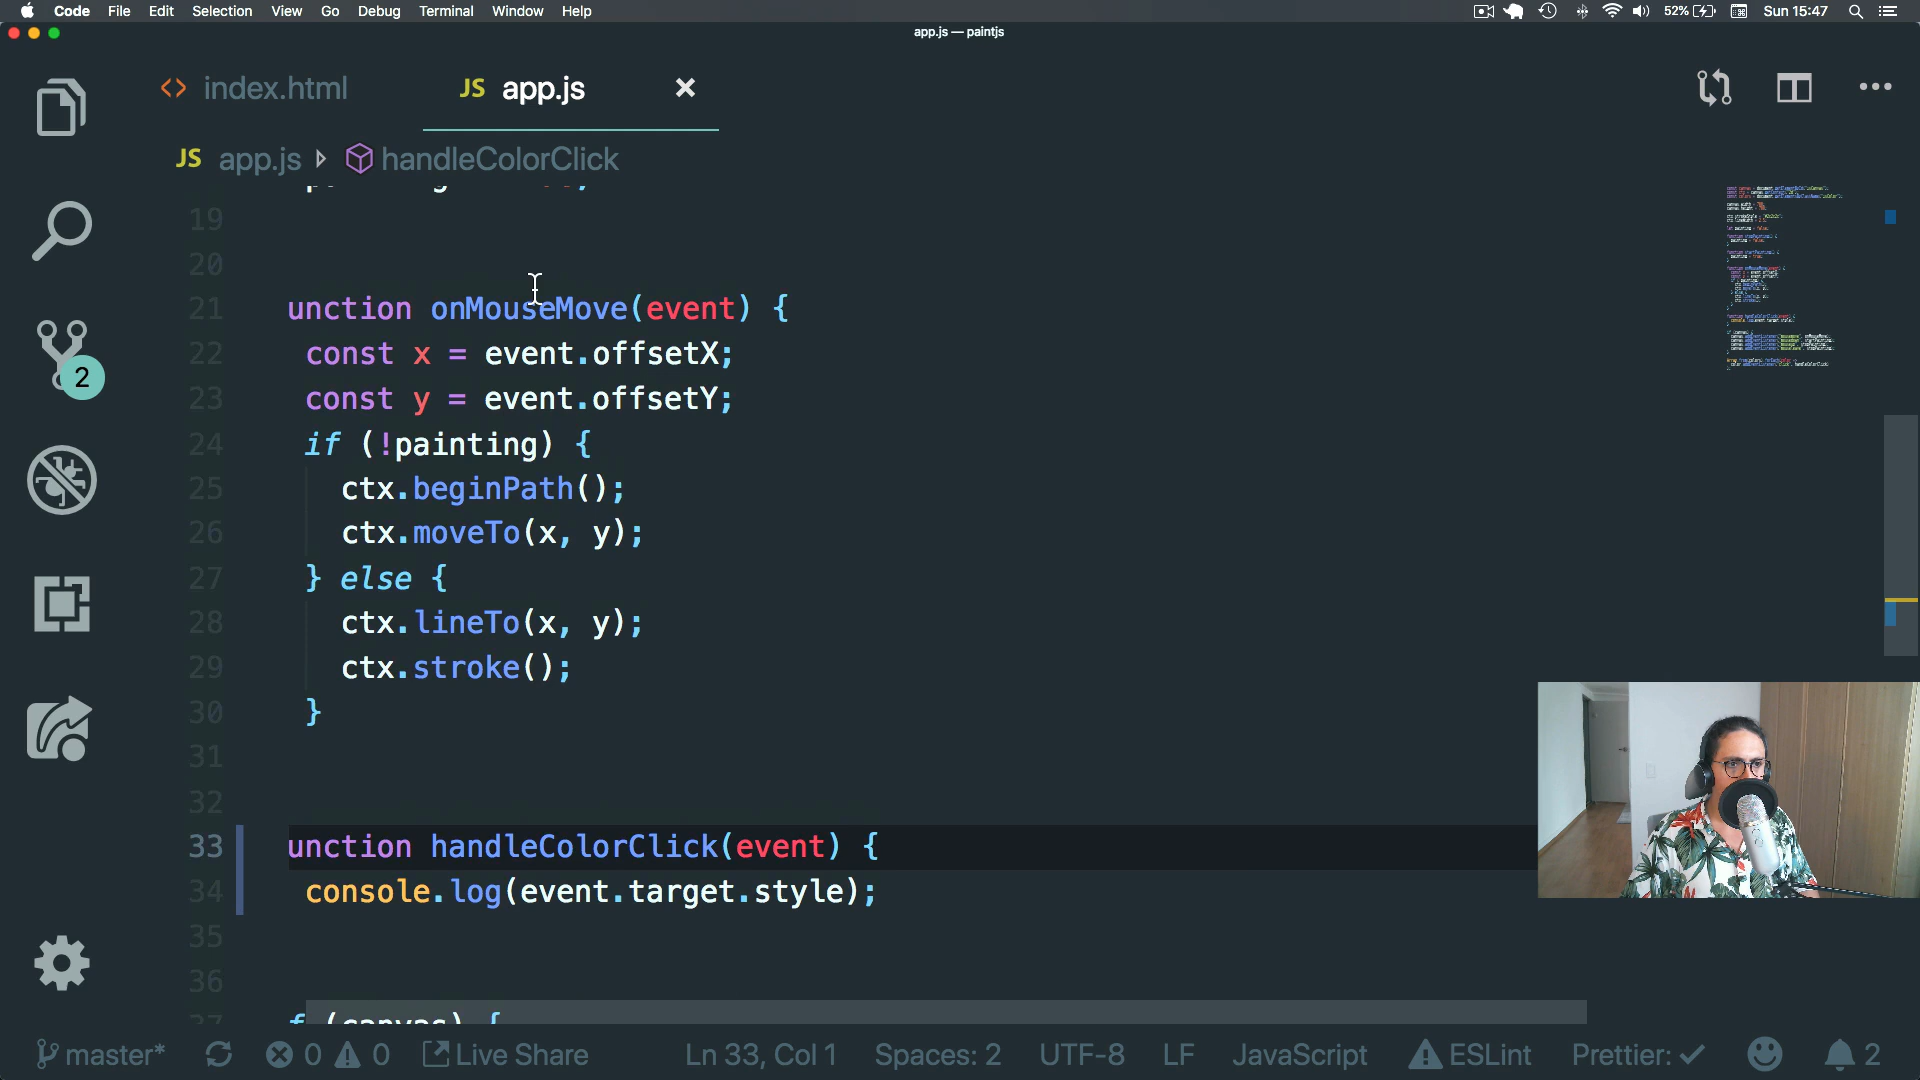 Code File Edit Selection View Go Debug Terminal Window Help 52% Sun 15:47
app.js — paintjs
<> index.html JS app.js
JS app.js handleColorClick
19
20
21 unction onMouseMove(event) {
22 const x = event.offsetX;
23 const y = event.offsetY;
24 if (!painting) {
25 ctx.beginPath();
26 ctx.moveTo(x, y);
27 } else {
28 ctx.lineTo(x, y);
29 ctx.stroke();
30 }
31
32
33 unction handleColorClick(event) {
34 console.log(event.target.style);
35
36
37 f (canvas) {
2
master* 0 0 Live Share Ln 33, Col 1 Spaces: 2 UTF-8 LF JavaScript ESLint Prettier: ✓ 2